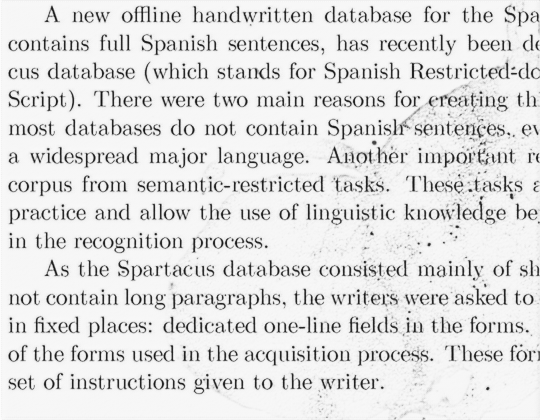 A new offline handwritten database for the Spa
contains full Spanish sentences, has recently been de
cus database (which stands for Spanish Restricted-do
Script). There were two main reasons for creating th
most databases do not contain Spanish sentences, ev
a widespread major language. Another important re
corpus from semantic-restricted tasks. These tasks a
practice and allow the use of linguistic knowledge be
in the recognition process.
As the Spartacus database consisted mainly of sh
not contain long paragraphs, the writers were asked to
in fixed places: dedicated one-line fields in the forms.
of the forms used in the acquisition process. These for
set of instructions given to the writer.